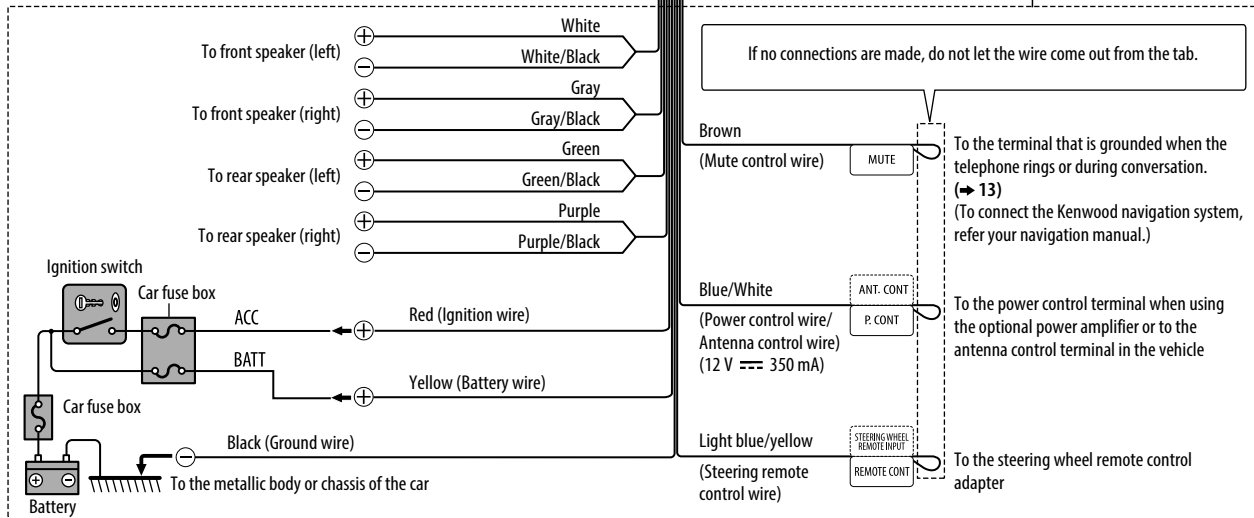 White
To front speaker (left)
White/Black
Gray
To front speaker (right)
Gray/Black
Green
To rear speaker (left)
Green/Black
Purple
To rear speaker (right)
Purple/Black
Ignition switch
Car fuse box
ACC
Red (Ignition wire)
BATT
Yellow (Battery wire)
Car fuse box
Black (Ground wire)
To the metallic body or chassis of the car
Battery
If no connections are made, do not let the wire come out from the tab.
Brown
(Mute control wire)
MUTE
To the terminal that is grounded when the
telephone rings or during conversation.
(➜ 13)
(To connect the Kenwood navigation system,
refer your navigation manual.)
Blue/White
(Power control wire/
Antenna control wire)
(12 V ⎓ 350 mA)
ANT. CONT
P. CONT
To the power control terminal when using
the optional power amplifier or to the
antenna control terminal in the vehicle
Light blue/yellow
(Steering remote
control wire)
STEERING WHEEL
REMOTE INPUT
REMOTE CONT
To the steering wheel remote control
adapter